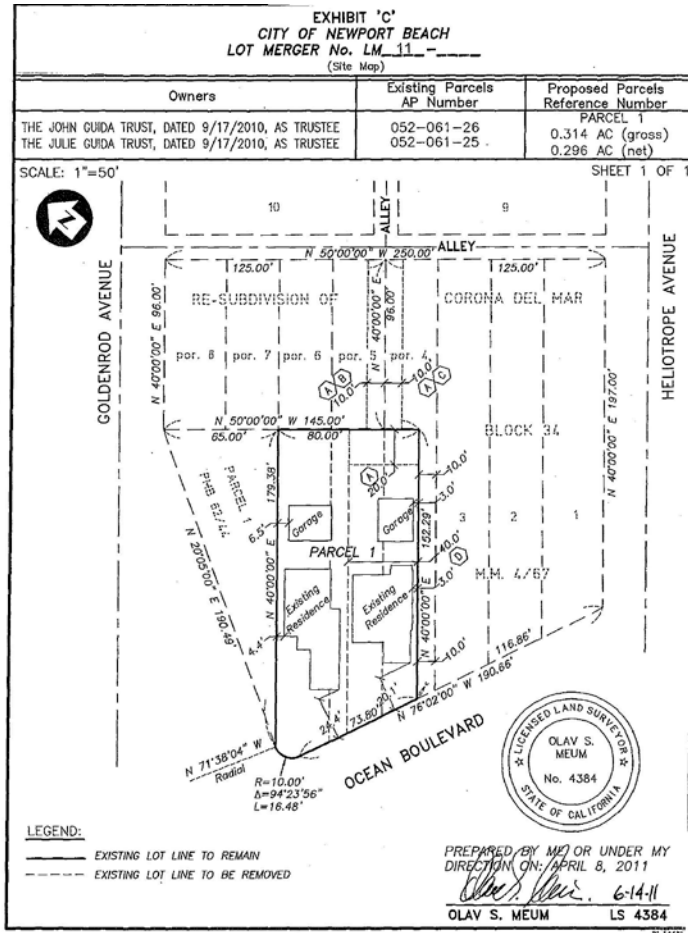 EXHIBIT 'C'
CITY OF NEWPORT BEACH
LOT MERGER No. LM 11 -____
(Site Map)
Owners
Existing Parcels
AP Number
Proposed Parcels
Reference Number
THE JOHN GUIDA TRUST, DATED 9/17/2010, AS TRUSTEE
THE JULIE GUIDA TRUST, DATED 9/17/2010, AS TRUSTEE
052-061-26
052-061-25
PARCEL 1
0.314 AC (gross)
0.296 AC (net)
SCALE: 1"=50'
SHEET 1 OF 1
N
10
ALLEY
9
ALLEY
N 50°00'00" W 250.00'
125.00'
125.00'
GOLDENROD AVENUE
HELIOTROPE AVENUE
N 40°00'00" E 96.00'
RE-SUBDIVISION OF
N 40°00'00" E
96.00'
CORONA DEL MAR
por. 8
por. 7
por. 6
por. 5
por. 4
A
B
10.0'
10.0'
A
C
N 40°00'00" E 197.00'
N 50°00'00" W 145.00'
65.00'
80.00'
BLOCK 34
PARCEL 1
PMB 62/44
179.38'
N 40°00'00" E
A
20.0'
10.0'
3.0'
6.5'
Garage
Garage
152.29'
3
2
1
PARCEL 1
40.0'
D
M.M. 4/67
3.0'
N 20°05'00" E 190.49'
Existing
Residence
Existing
Residence
N 40°00'00" E
4.4'
10.0'
116.86'
N 76°02'00" W 190.66'
20.1'
73.80'
21.4'
N 71°38'04" W
Radial
OCEAN BOULEVARD
R=10.00'
Δ=94°23'56"
L=16.48'
LICENSED LAND SURVEYOR
OLAV S.
MEUM
No. 4384
STATE OF CALIFORNIA
LEGEND:
EXISTING LOT LINE TO REMAIN
EXISTING LOT LINE TO BE REMOVED
PREPARED BY ME OR UNDER MY
DIRECTION ON: APRIL 8, 2011
6-14-11
OLAV S. MEUM
LS 4384